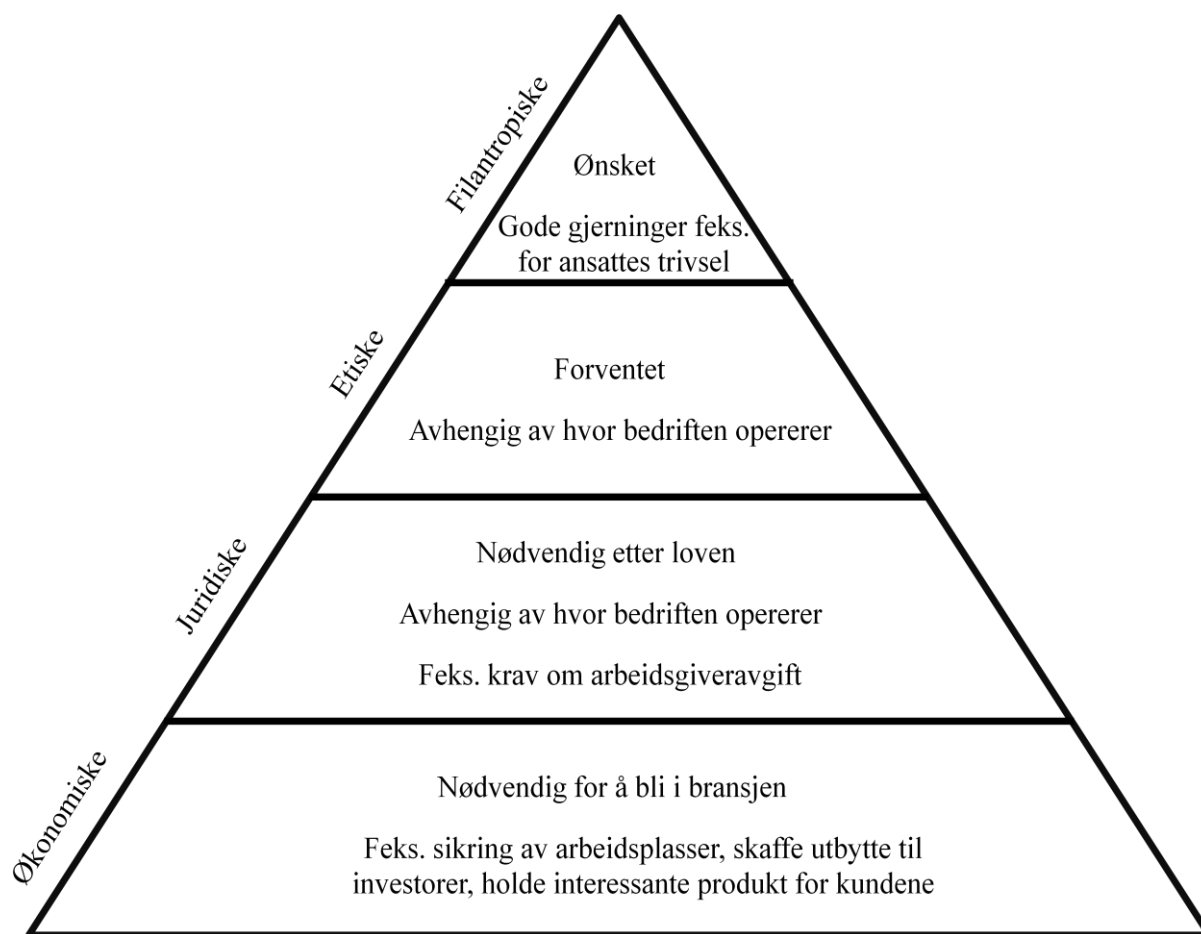 Filantropiske
Ønsket
Gode gjerninger feks.
for ansattes trivsel
Etiske
Forventet
Avhengig av hvor bedriften opererer
Juridiske
Nødvendig etter loven
Avhengig av hvor bedriften opererer
Feks. krav om arbeidsgiveravgift
Økonomiske
Nødvendig for å bli i bransjen
Feks. sikring av arbeidsplasser, skaffe utbytte til
investorer, holde interessante produkt for kundene